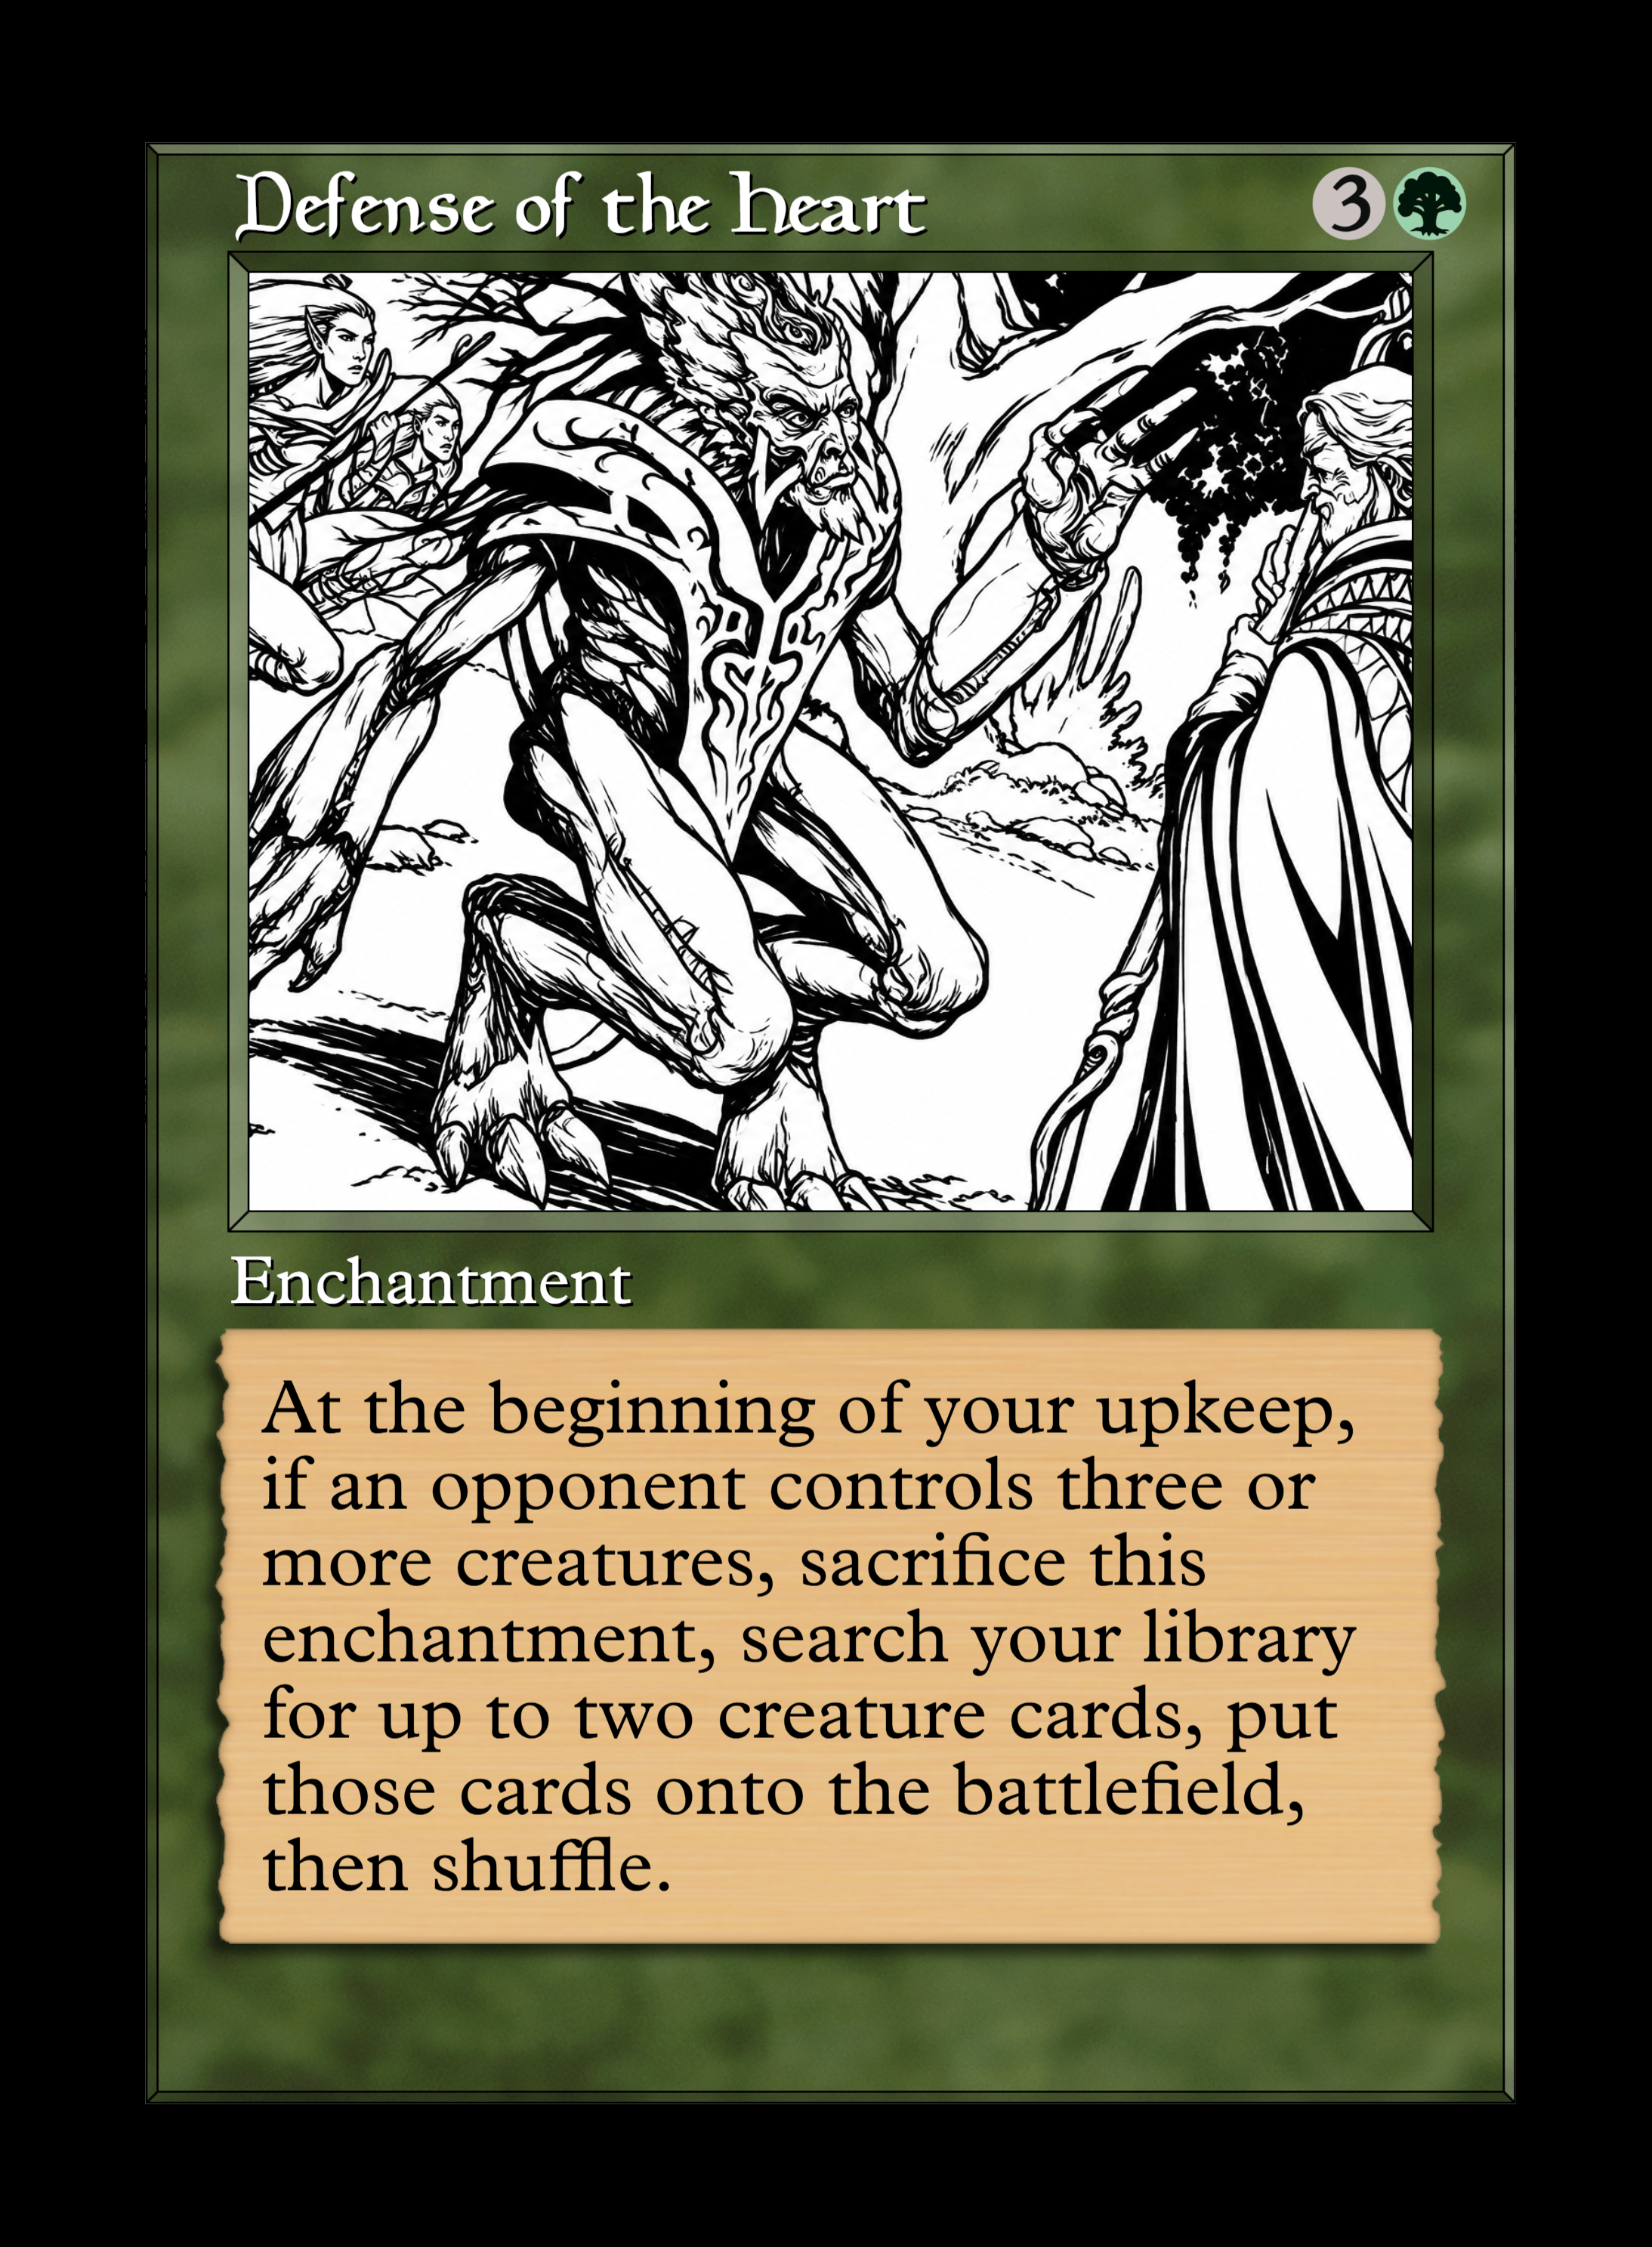 Defense of the Heart 3
Enchantment
At the beginning of your upkeep,
if an opponent controls three or
more creatures, sacrifice this
enchantment, search your library
for up to two creature cards, put
those cards onto the battlefield,
then shuffle.